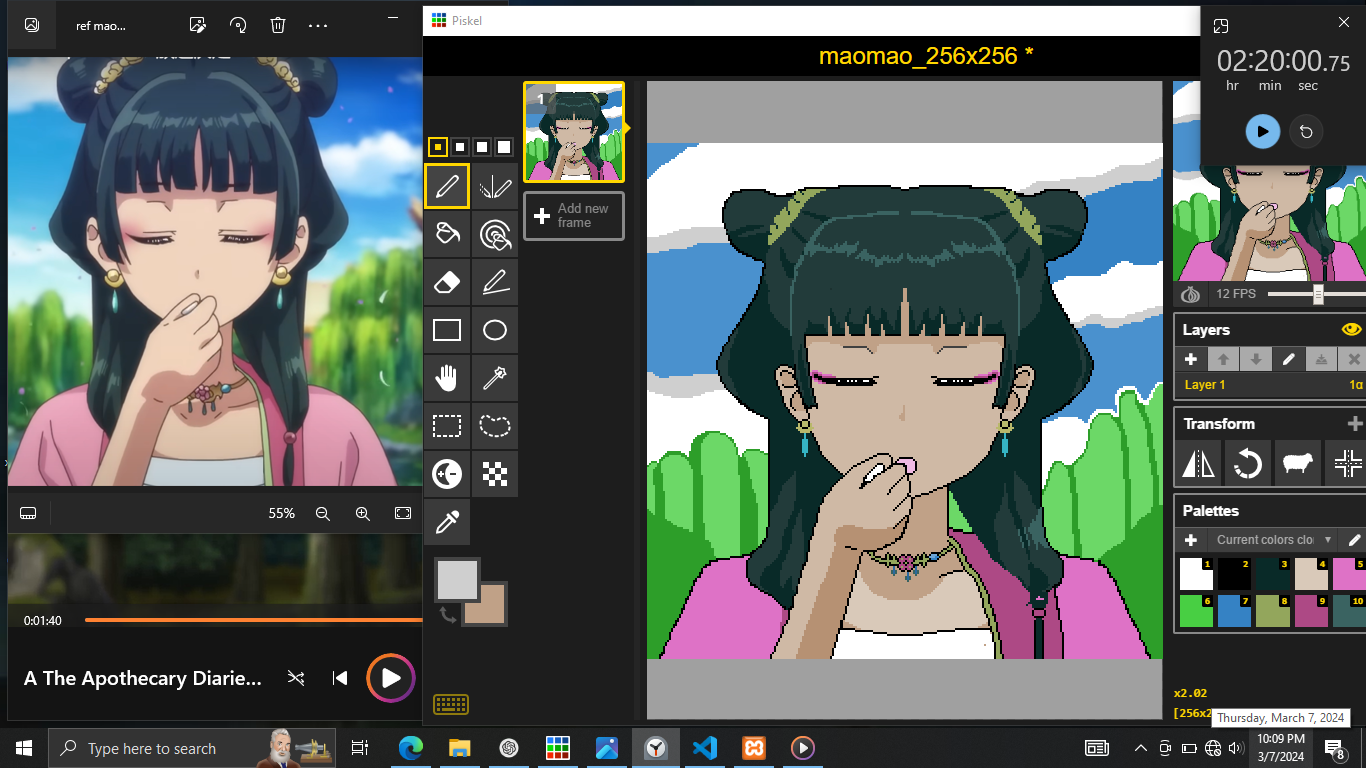 ref mao...
Piskel
maomao_256x256 *
02:20:00.75
hr min sec
1
Add new
frame
12 FPS
Layers
Layer 1
1α
Transform
Palettes
Current colors clo
1 2 3 4 5
6 7 8 9 10
55%
0:01:40
A The Apothecary Diarie...
x2.02
[256x2
Thursday, March 7, 2024
Type here to search
10:09 PM
3/7/2024
8